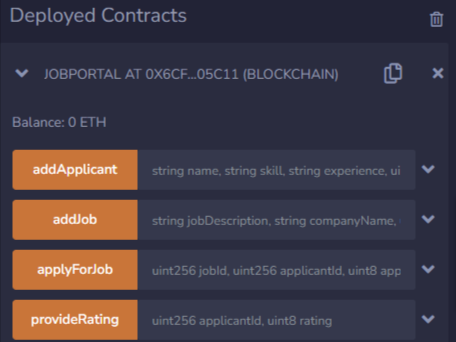 Deployed Contracts
JOBPORTAL AT 0X6CF...05C11 (BLOCKCHAIN)
Balance: 0 ETH
addApplicant string name, string skill, string experience, ui
addJob string jobDescription, string companyName,
applyForJob uint256 jobId, uint256 applicantId, uint8 app
provideRating uint256 applicantId, uint8 rating